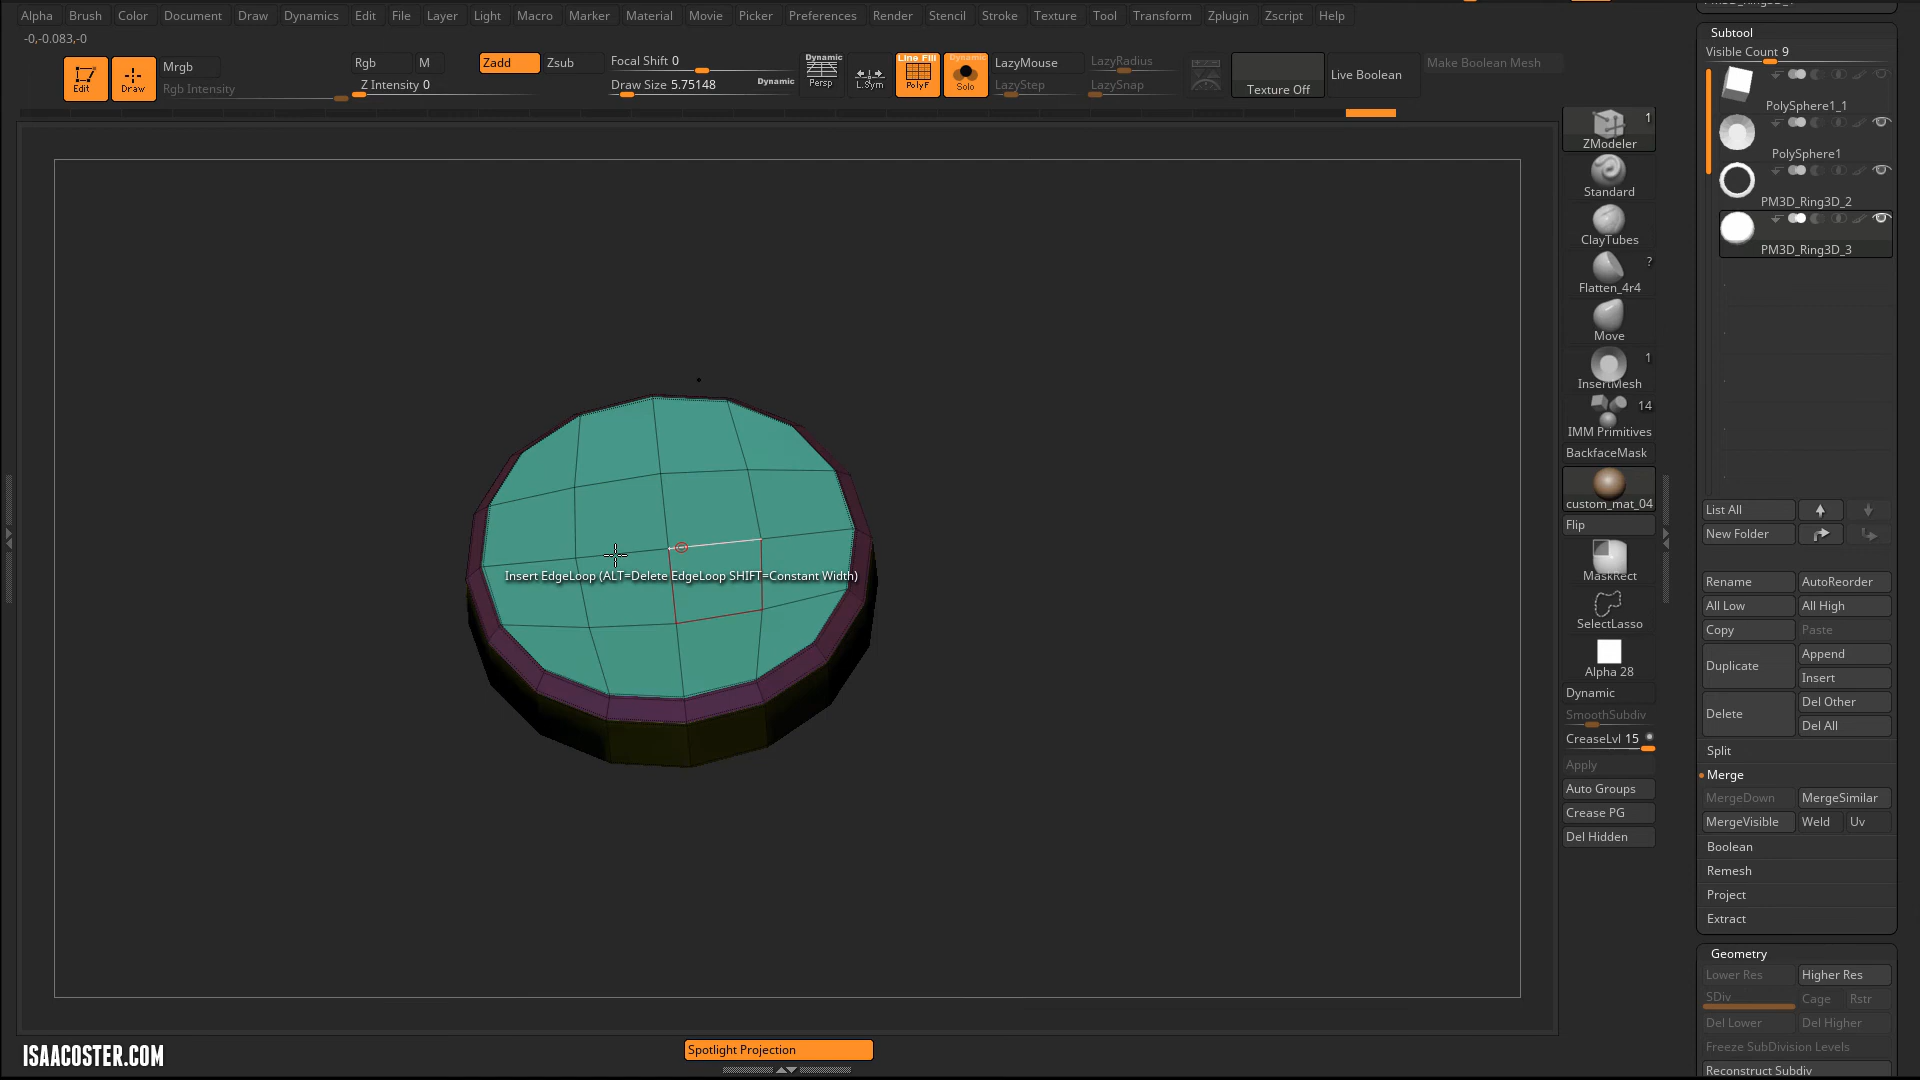 Alpha Brush Color Document Draw Dynamics Edit File Layer Light Macro Marker Material Movie Picker Preferences Render Stencil Stroke Texture Tool Transform Zplugin Zscript Help
-0,-0.083,-0
Edit
Draw
Mrgb
Rgb Intensity
Rgb
M
Z Intensity 0
Zadd
Zsub
Focal Shift 0
Draw Size 5.75148
Dynamic
Dynamic
Persp
L.Sym
Line Fill
PolyF
Dynamic
Solo
LazyMouse
LazyStep
LazyRadius
LazySnap
Texture Off
Live Boolean
Make Boolean Mesh
1
ZModeler
Standard
ClayTubes
?
Flatten_4r4
Move
1
InsertMesh
14
IMM Primitives
BackfaceMask
custom_mat_04
Flip
MaskRect
SelectLasso
Alpha 28
Dynamic
SmoothSubdiv
CreaseLvl 15
Apply
Auto Groups
Crease PG
Del Hidden
Insert EdgeLoop (ALT=Delete EdgeLoop SHIFT=Constant Width)
Subtool
Visible Count 9
PolySphere1_1
PolySphere1
PM3D_Ring3D_2
PM3D_Ring3D_3
List All
New Folder
Rename AutoReorder
All Low All High
Copy Paste
Duplicate Append
Insert
Delete Del Other
Del All
Split
Merge
MergeDown MergeSimilar
MergeVisible Weld Uv
Boolean
Remesh
Project
Extract
Geometry
Lower Res Higher Res
SDiv Cage Rstr
Del Lower Del Higher
Freeze SubDivision Levels
Reconstruct Subdiv
Spotlight Projection
ISAACOSTER.COM